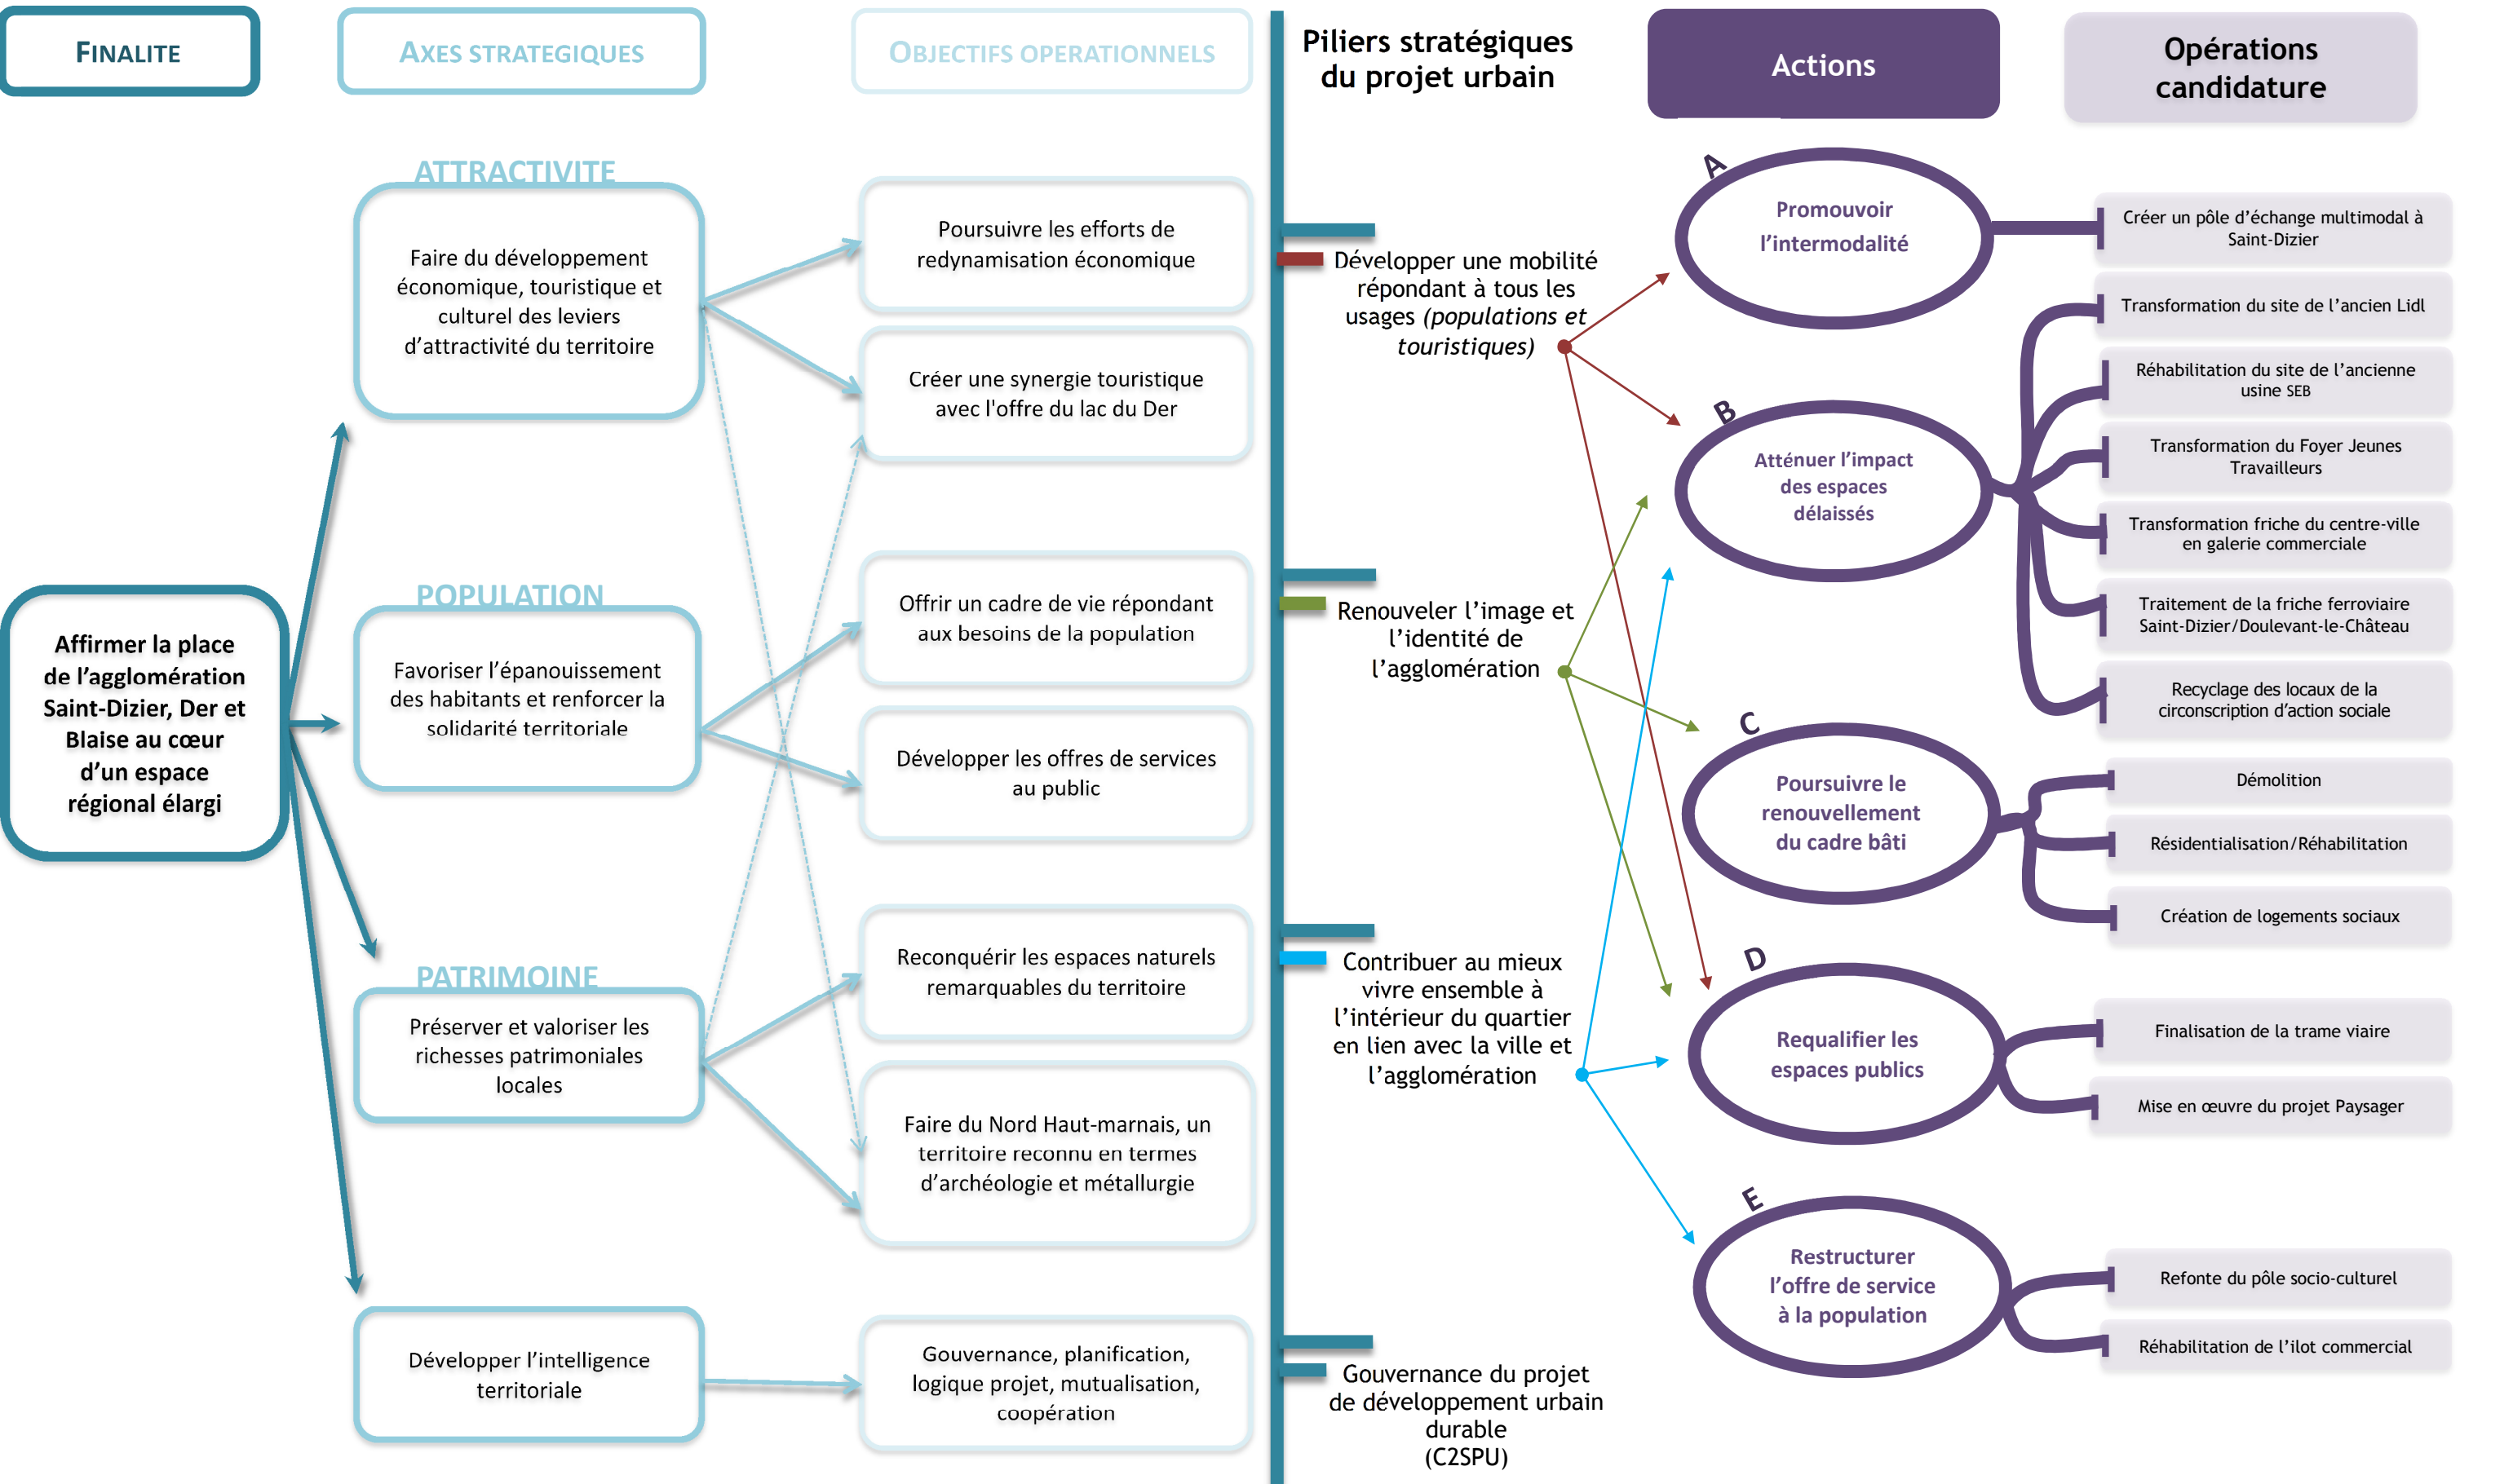 FINALITE
AXES STRATEGIQUES
OBJECTIFS OPERATIONNELS
Piliers stratégiques
du projet urbain
Actions
Opérations
candidature
Affirmer la place
de l’agglomération
Saint-Dizier, Der et
Blaise au cœur
d’un espace
régional élargi
ATTRACTIVITE
Faire du développement
économique, touristique et
culturel des leviers
d’attractivité du territoire
POPULATION
Favoriser l’épanouissement
des habitants et renforcer la
solidarité territoriale
PATRIMOINE
Préserver et valoriser les
richesses patrimoniales
locales
Développer l’intelligence
territoriale
Poursuivre les efforts de
redynamisation économique
Créer une synergie touristique
avec l'offre du lac du Der
Offrir un cadre de vie répondant
aux besoins de la population
Développer les offres de services
au public
Reconquérir les espaces naturels
remarquables du territoire
Faire du Nord Haut-marnais, un
territoire reconnu en termes
d’archéologie et métallurgie
Gouvernance, planification,
logique projet, mutualisation,
coopération
Développer une mobilité
répondant à tous les
usages (populations et
touristiques)
Renouveler l’image et
l’identité de
l’agglomération
Contribuer au mieux
vivre ensemble à
l’intérieur du quartier
en lien avec la ville et
l’agglomération
Gouvernance du projet
de développement urbain
durable
(C2SPU)
A
Promouvoir
l’intermodalité
B
Atténuer l’impact
des espaces
délaissés
C
Poursuivre le
renouvellement
du cadre bâti
D
Requalifier les
espaces publics
E
Restructurer
l’offre de service
à la population
Créer un pôle d’échange multimodal à
Saint-Dizier
Transformation du site de l’ancien Lidl
Réhabilitation du site de l’ancienne
usine SEB
Transformation du Foyer Jeunes
Travailleurs
Transformation friche du centre-ville
en galerie commerciale
Traitement de la friche ferroviaire
Saint-Dizier/Doulevant-le-Château
Recyclage des locaux de la
circonscription d’action sociale
Démolition
Résidentialisation/Réhabilitation
Création de logements sociaux
Finalisation de la trame viaire
Mise en œuvre du projet Paysager
Refonte du pôle socio-culturel
Réhabilitation de l’ilot commercial